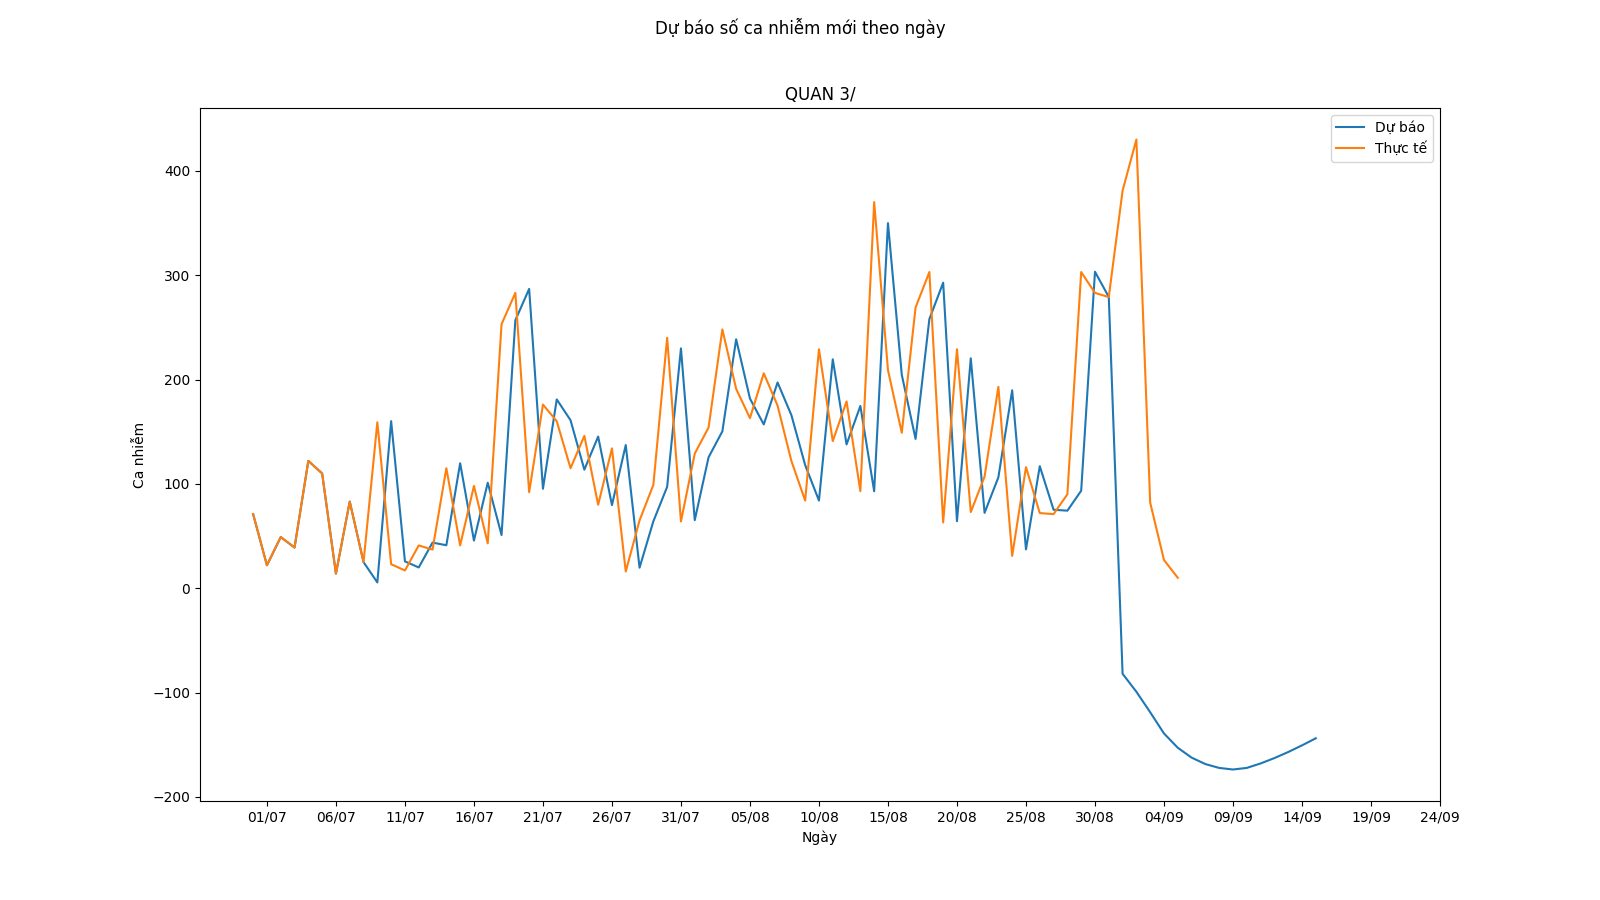 Dự báo số ca nhiễm mới theo ngày
QUAN 3/
Dự báo
Thực tế
400
300
200
100
0
−100
−200
Ca nhiễm
01/07 06/07 11/07 16/07 21/07 26/07 31/07 05/08 10/08 15/08 20/08 25/08 30/08 04/09 09/09 14/09 19/09 24/09
Ngày